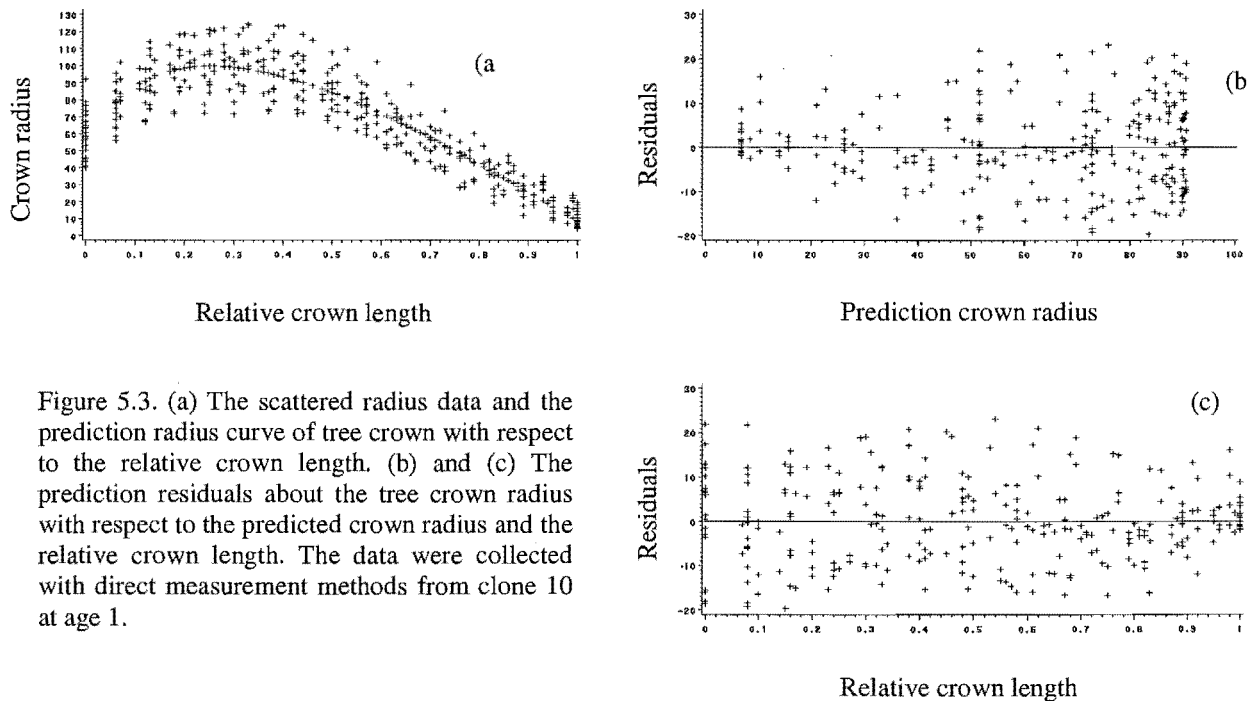 130
120
110
100
90
80
70
60
50
40
30
20
10
0
Crown radius
(a
0 0.1 0.2 0.3 0.4 0.5 0.6 0.7 0.8 0.9 1
Relative crown length
30
20
10
0
-10
-20
Residuals
(b
0 10 20 30 40 50 60 70 80 90 100
Prediction crown radius
Figure 5.3. (a) The scattered radius data and the
prediction radius curve of tree crown with respect
to the relative crown length. (b) and (c) The
prediction residuals about the tree crown radius
with respect to the predicted crown radius and the
relative crown length. The data were collected
with direct measurement methods from clone 10
at age 1.
30
20
10
0
-10
-20
Residuals
(c)
0 0.1 0.2 0.3 0.4 0.5 0.6 0.7 0.8 0.9 1
Relative crown length